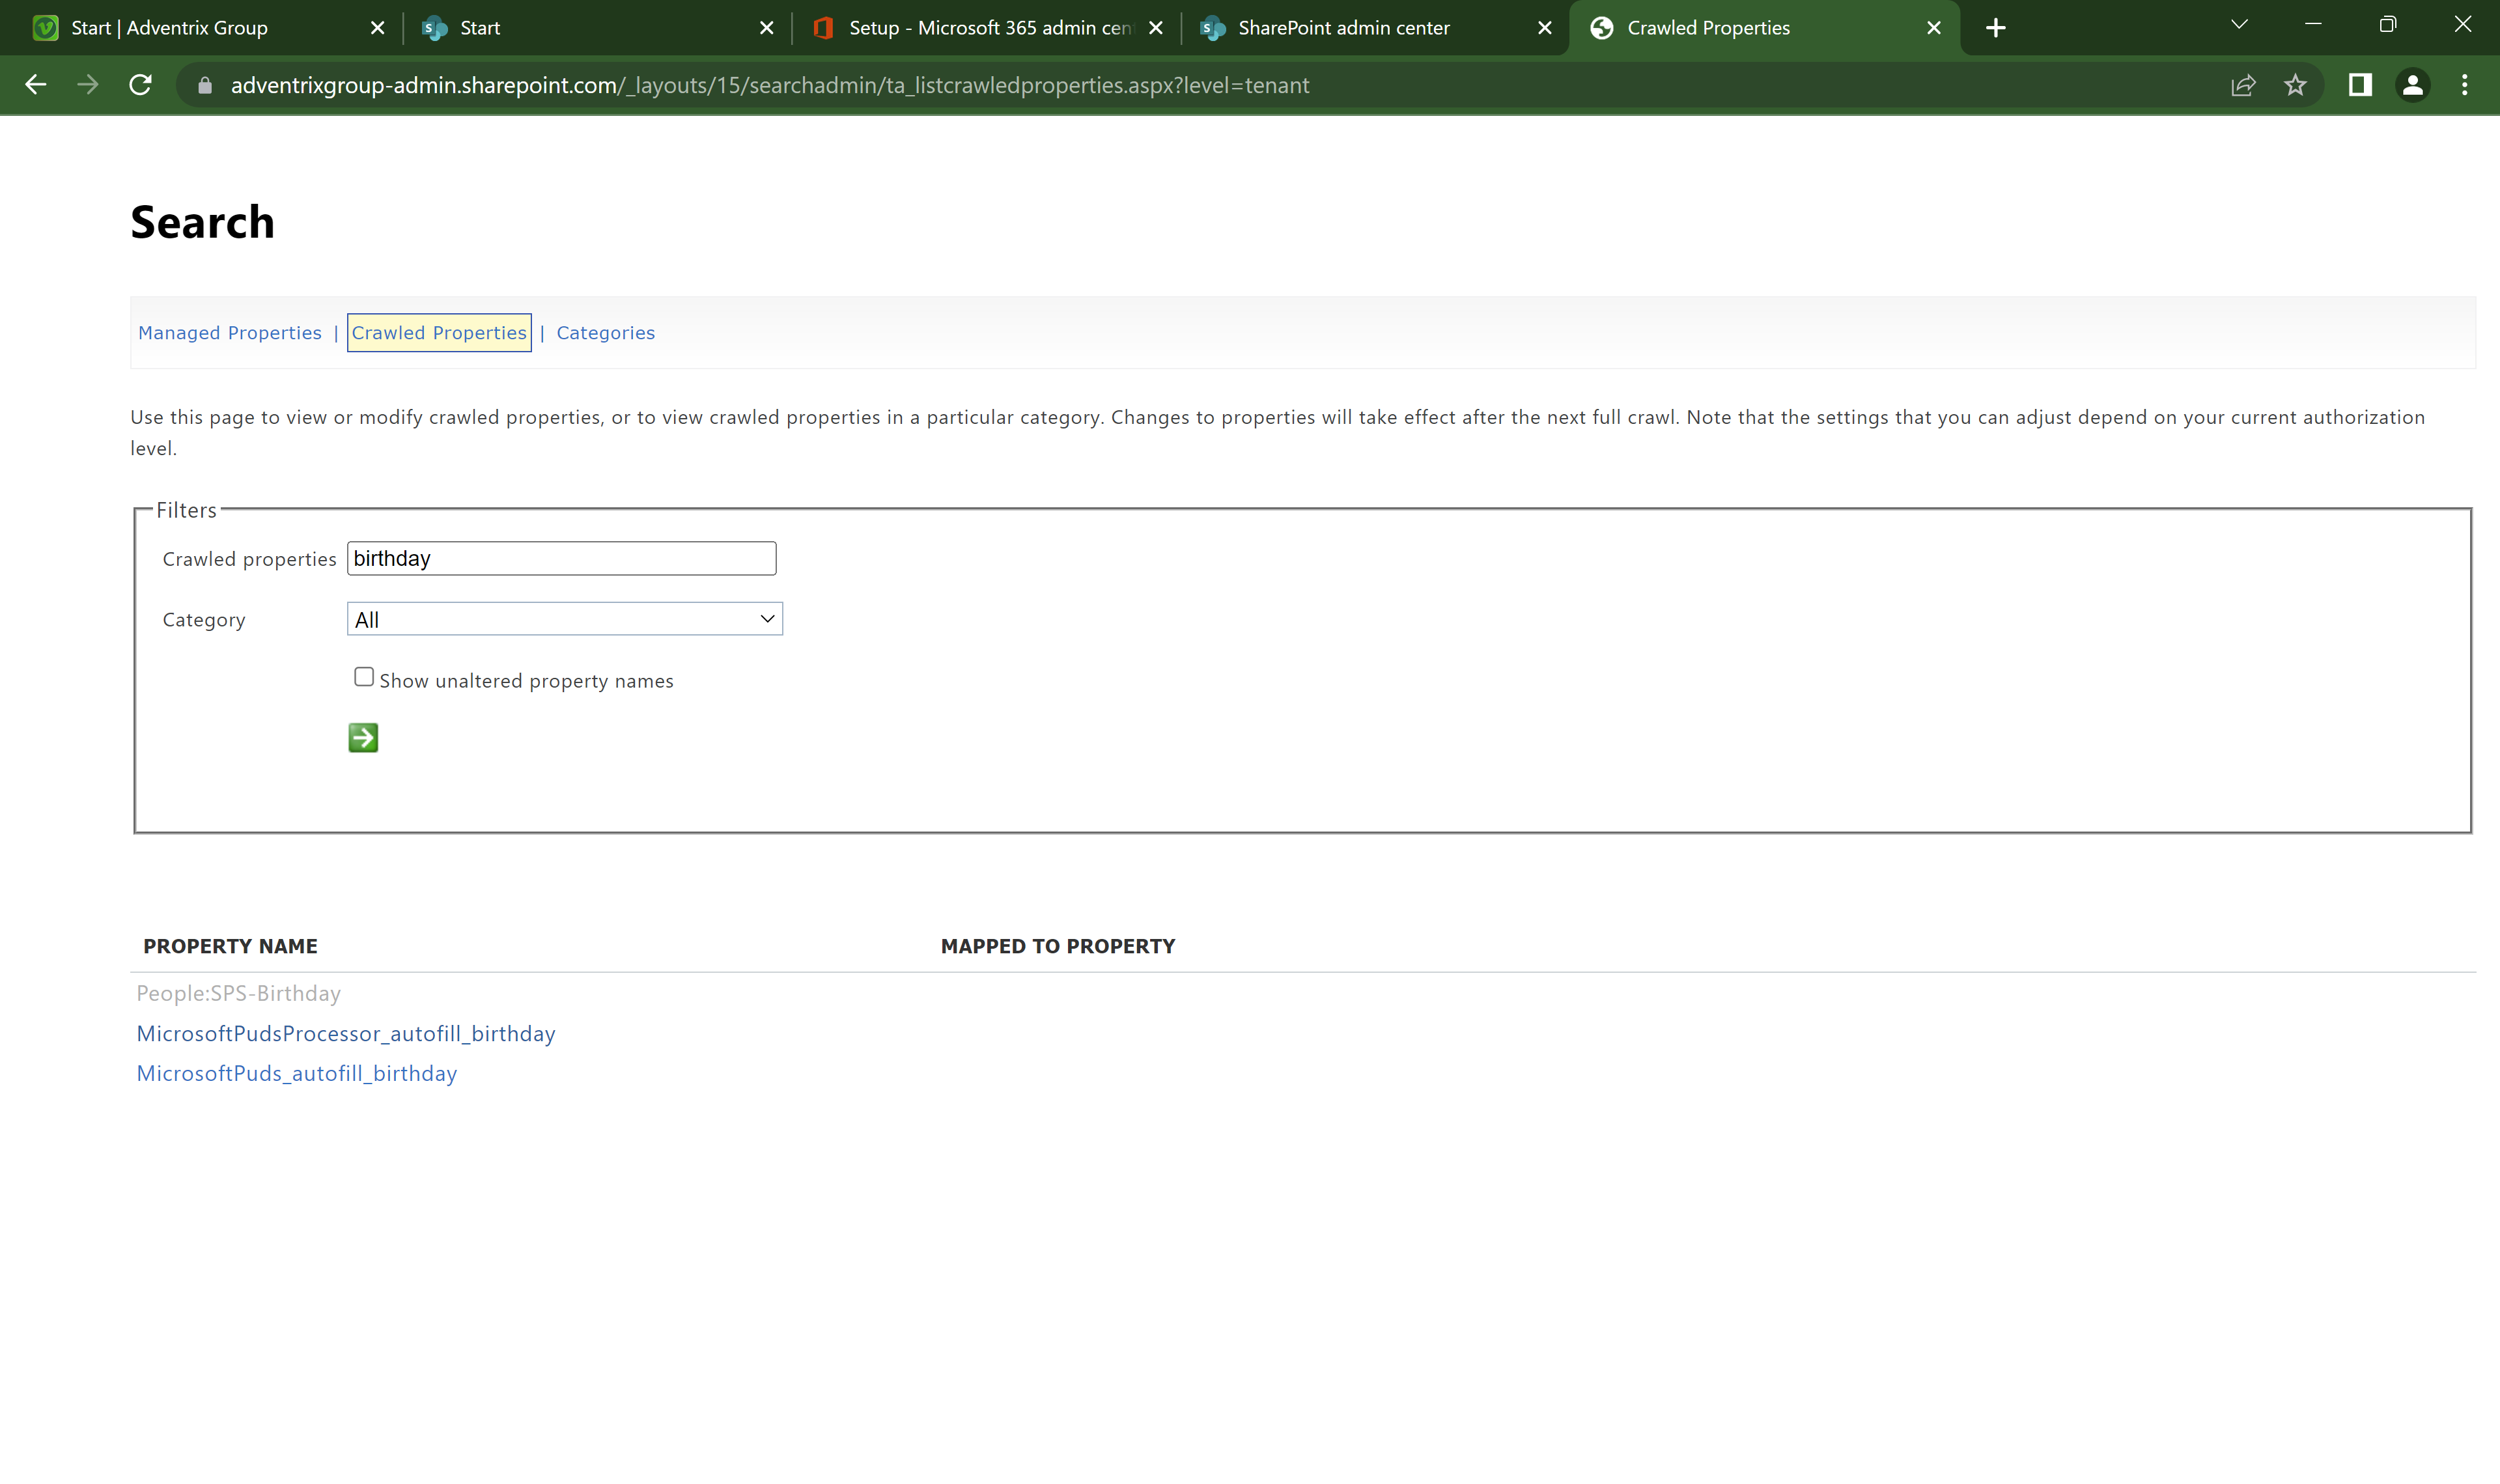 Start | Adventrix Group
Start
Setup - Microsoft 365 admin cen
SharePoint admin center
Crawled Properties
adventrixgroup-admin.sharepoint.com/_layouts/15/searchadmin/ta_listcrawledproperties.aspx?level=tenant
Search
Managed Properties | Crawled Properties | Categories
Use this page to view or modify crawled properties, or to view crawled properties in a particular category. Changes to properties will take effect after the next full crawl. Note that the settings that you can adjust depend on your current authorization
level.
Filters
Crawled properties birthday
Category All
Show unaltered property names
PROPERTY NAME MAPPED TO PROPERTY
People:SPS-Birthday
MicrosoftPudsProcessor_autofill_birthday
MicrosoftPuds_autofill_birthday